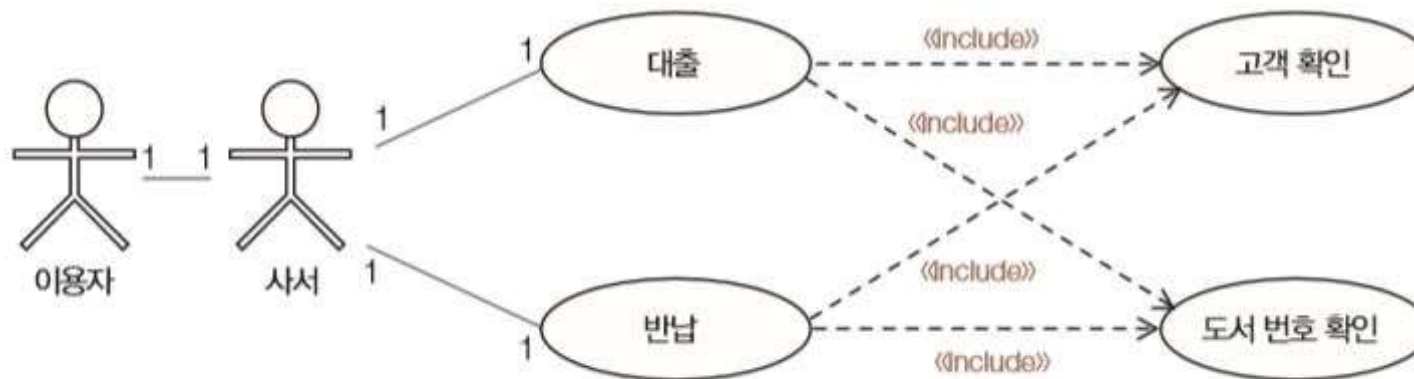 이용자
1
1
사서
1
1
대출
1
1
반납
《include》
《include》
《include》
《include》
고객 확인
도서 번호 확인